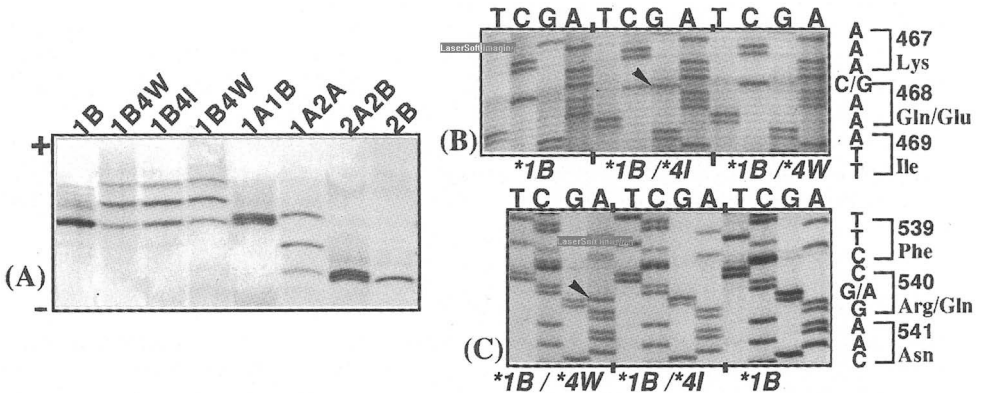 1B 1B4W 1B4I 1B4W 1A1B 1A2A 2A2B 2B
+
(A)
-
T C G A T C G A T C G A
LaserSoft Imaging
(B)
*1B *1B/*4I *1B/*4W
A
A 467
A Lys
C/G
A 468
A Gln/Glu
A 469
T
T Ile
T C G A T C G A T C G A
LaserSoft Imaging
(C)
*1B/*4W *1B/*4I *1B
T
T 539
C Phe
C
G/A 540
G Arg/Gln
A 541
A
C Asn